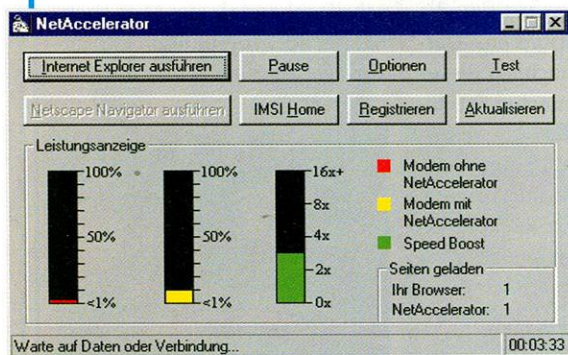 NetAccelerator
Internet Explorer ausführen Pause Optionen Test
Netscape Navigator ausführen IMSI Home Registrieren Aktualisieren
Leistungsanzeige
100% 100% 16x+
8x
50% 50% 4x
2x
<1% <1% 0x
Modem ohne
NetAccelerator
Modem mit
NetAccelerator
Speed Boost
Seiten geladen
Ihr Browser: 1
NetAccelerator: 1
Warte auf Daten oder Verbindung... 00:03:33